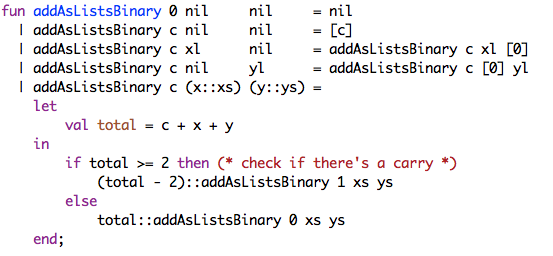 fun addAsListsBinary 0 nil     nil     = nil
  | addAsListsBinary c nil     nil     = [c]
  | addAsListsBinary c xl      nil     = addAsListsBinary c xl [0]
  | addAsListsBinary c nil     yl      = addAsListsBinary c [0] yl
  | addAsListsBinary c (x::xs) (y::ys) =
    let
        val total = c + x + y
    in
        if total >= 2 then (* check if there's a carry *)
            (total - 2)::addAsListsBinary 1 xs ys
        else
            total::addAsListsBinary 0 xs ys
    end;